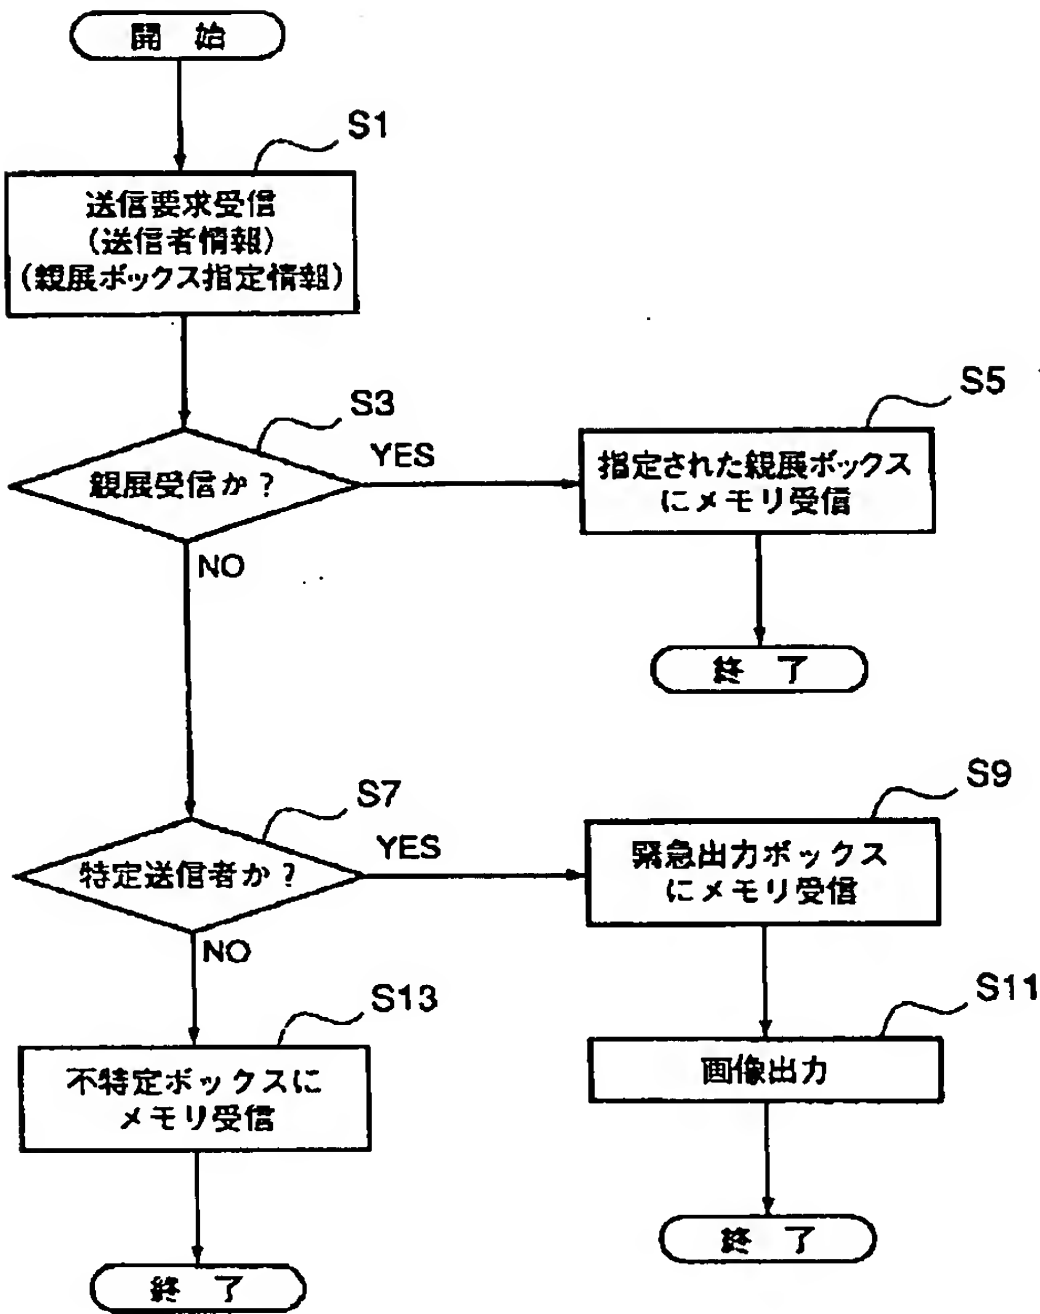 開 始
S1
送信要求受信
(送信者情報)
(親展ボックス指定情報)
S3
親展受信か?
YES
NO
S5
指定された親展ボックス
にメモリ受信
終 了
S7
特定送信者か?
YES
NO
S9
緊急出力ボックス
にメモリ受信
S11
画像出力
終 了
S13
不特定ボックスに
メモリ受信
終 了